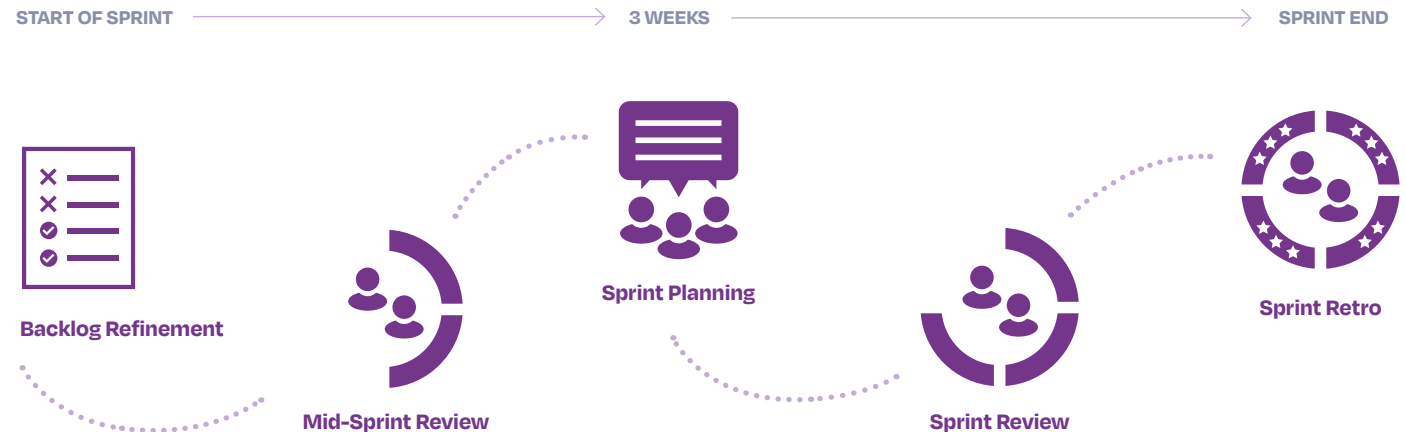 START OF SPRINT
3 WEEKS
SPRINT END
Backlog Refinement
Mid-Sprint Review
Sprint Planning
Sprint Review
Sprint Retro